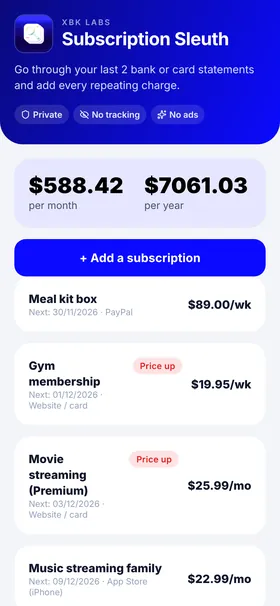 XBK LABS
Subscription Sleuth
Go through your last 2 bank or card statements
and add every repeating charge.
Private
No tracking
No ads
$588.42
per month
$7061.03
per year
+ Add a subscription
Meal kit box
Next: 30/11/2026 · PayPal
$89.00/wk
Gym
membership
Price up
Next: 01/12/2026 ·
Website / card
$19.95/wk
Movie
streaming
(Premium)
Price up
Next: 03/12/2026 ·
Website / card
$25.99/mo
Music streaming family
Next: 09/12/2026 · App Store
(iPhone)
$22.99/mo